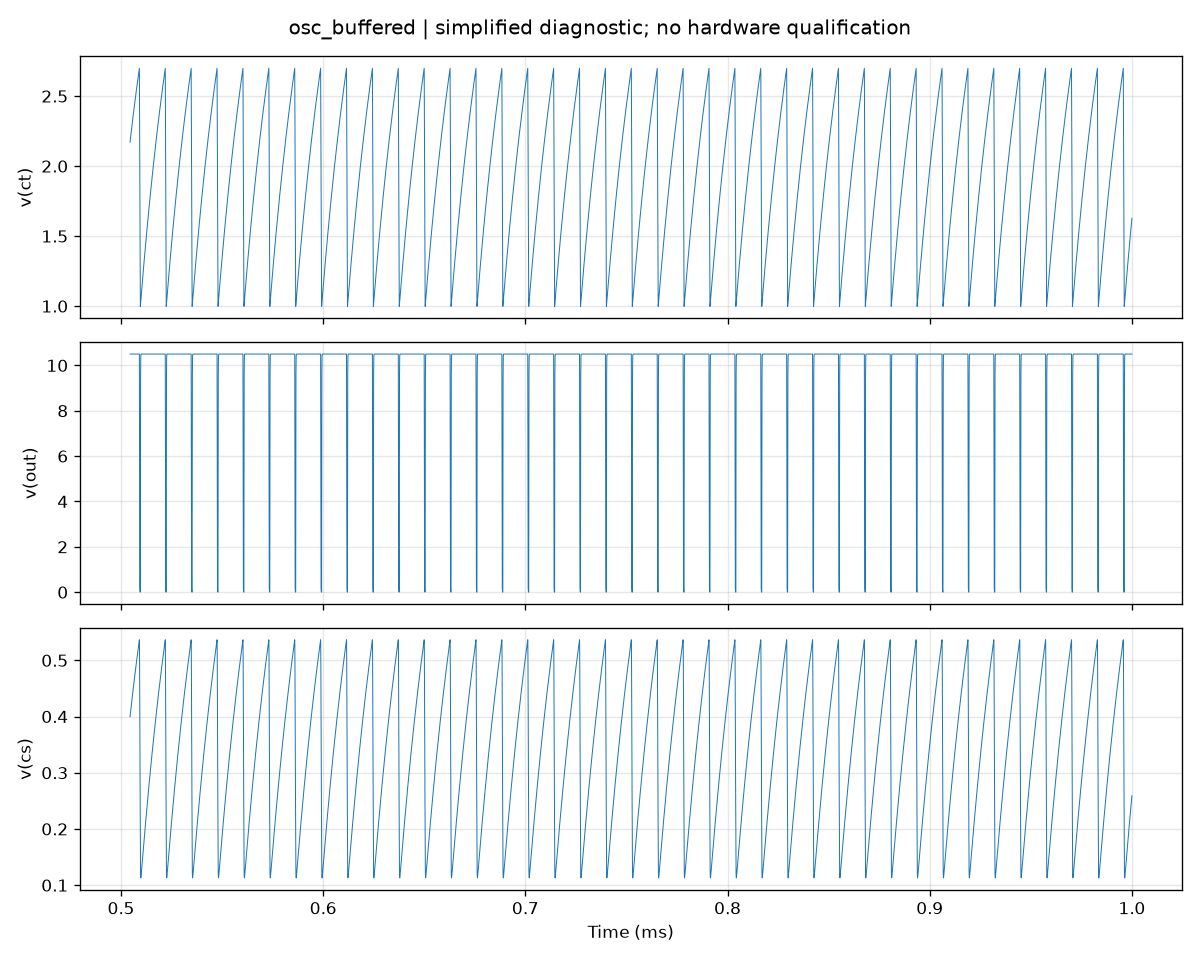 osc_buffered | simplified diagnostic; no hardware qualification
2.5
2.0
1.5
1.0
v(ct)
10
8
6
4
2
0
v(out)
0.5
0.4
0.3
0.2
0.1
v(cs)
0.5 0.6 0.7 0.8 0.9 1.0
Time (ms)